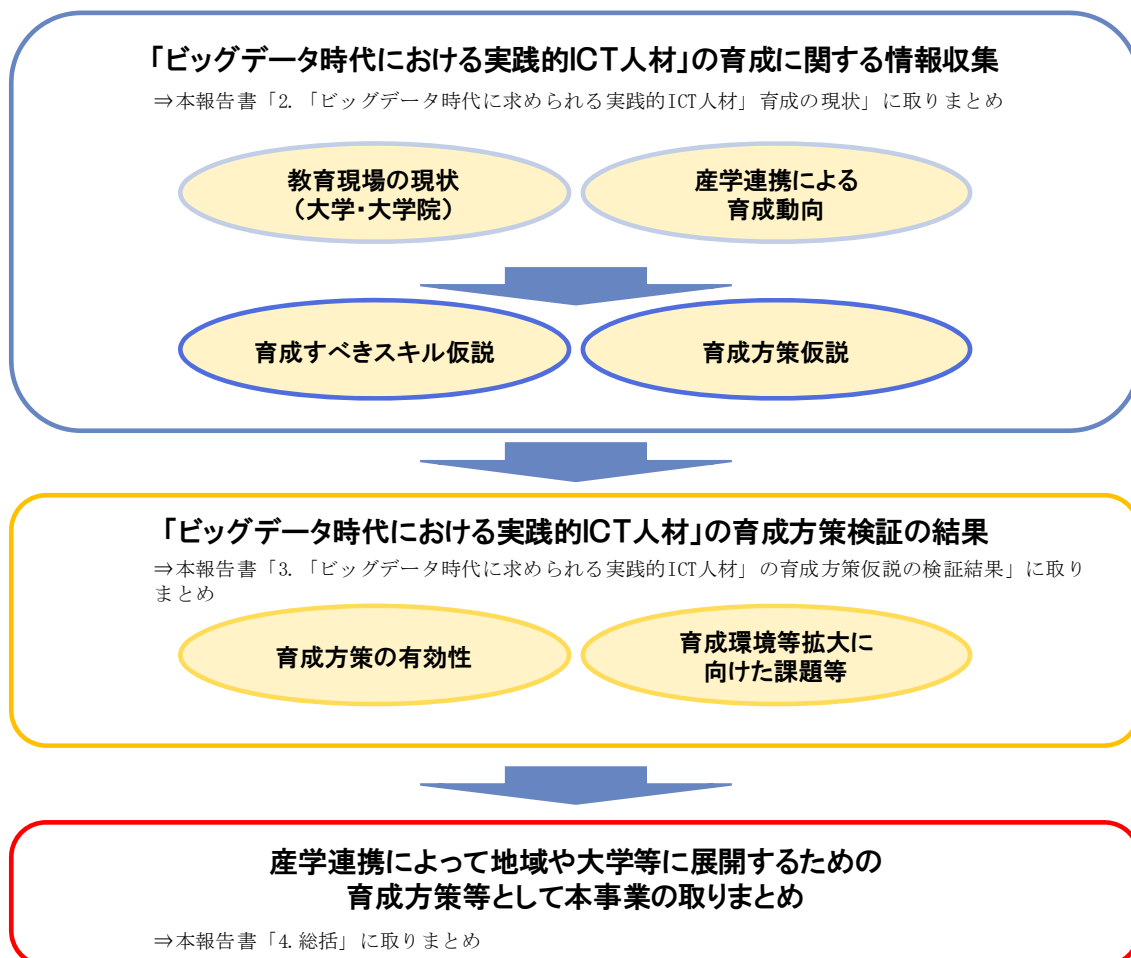 「ビッグデータ時代における実践的ICT人材」の育成に関する情報収集
⇒本報告書「2.「ビッグデータ時代に求められる実践的ICT人材」育成の現状」に取りまとめ
教育現場の現状
（大学・大学院）
産学連携による
育成動向
育成すべきスキル仮説
育成方策仮説
「ビッグデータ時代における実践的ICT人材」の育成方策検証の結果
⇒本報告書「3.「ビッグデータ時代に求められる実践的ICT人材」の育成方策仮説の検証結果」に取り
まとめ
育成方策の有効性
育成環境等拡大に
向けた課題等
産学連携によって地域や大学等に展開するための
育成方策等として本事業の取りまとめ
⇒本報告書「4.総括」に取りまとめ